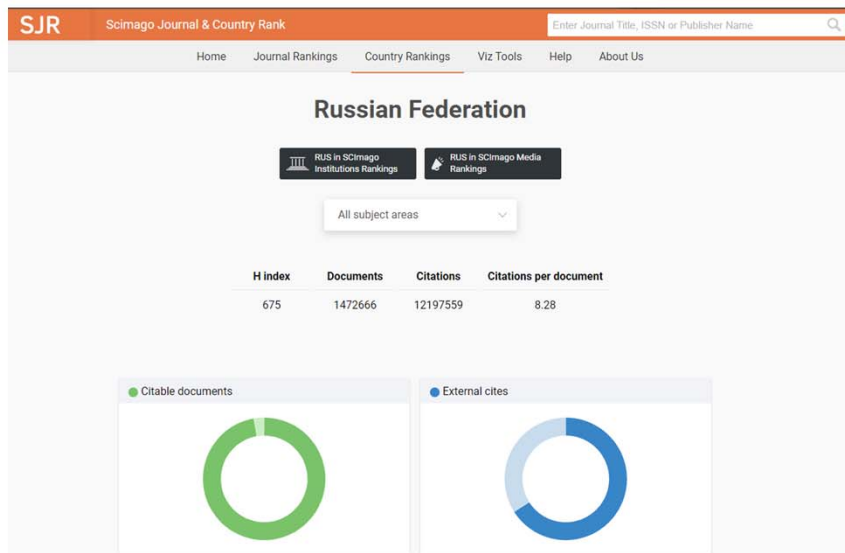 SJR Scimago Journal & Country Rank Enter Journal Title, ISSN or Publisher Name
Home Journal Rankings Country Rankings Viz Tools Help About Us
Russian Federation
RUS in SCImago
Institutions Rankings
RUS in SCImago Media
Rankings
All subject areas
H index Documents Citations Citations per document
675 1472666 12197559 8.28
Citable documents External cites